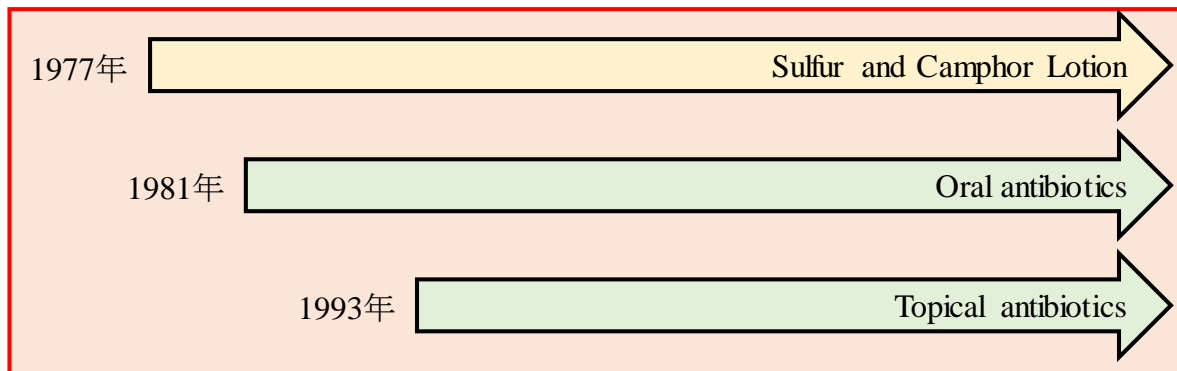 1977年 Sulfur and Camphor Lotion
1981年 Oral antibiotics
1993年 Topical antibiotics